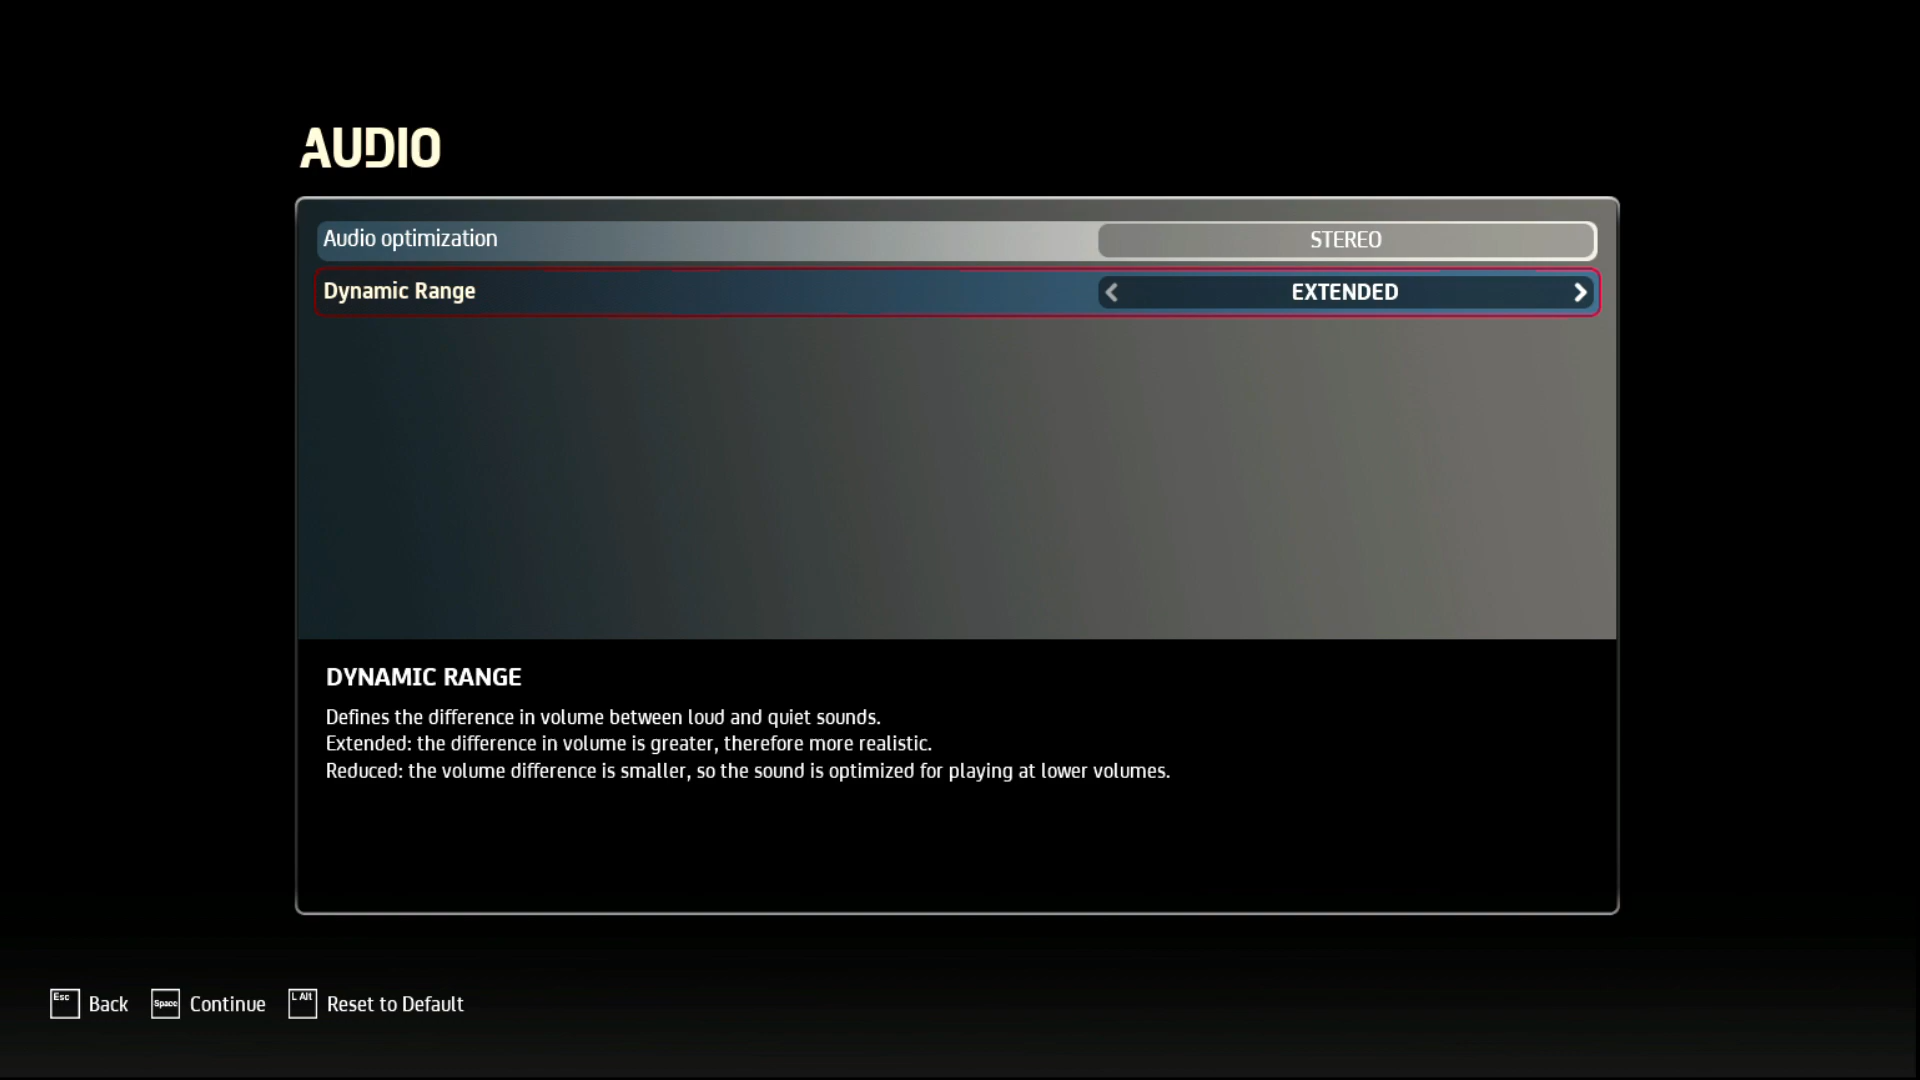 AUDIO
Audio optimization STEREO
Dynamic Range EXTENDED
DYNAMIC RANGE
Defines the difference in volume between loud and quiet sounds.
Extended: the difference in volume is greater, therefore more realistic.
Reduced: the volume difference is smaller, so the sound is optimized for playing at lower volumes.
Esc Back Space Continue L Alt Reset to Default